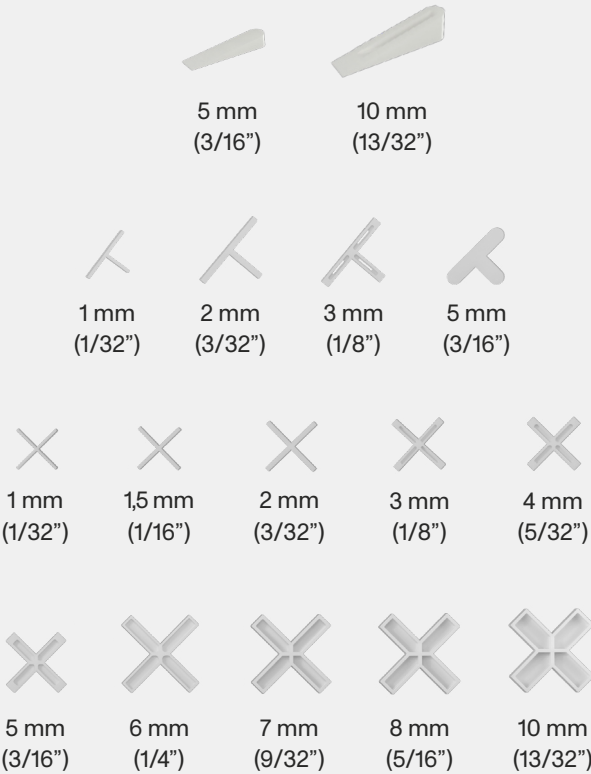 5 mm 10 mm
(3/16”) (13/32”)
1 mm 2 mm 3 mm 5 mm
(1/32”) (3/32”) (1/8”) (3/16”)
1 mm 1,5 mm 2 mm 3 mm 4 mm
(1/32”) (1/16”) (3/32”) (1/8”) (5/32”)
5 mm 6 mm 7 mm 8 mm 10 mm
(3/16”) (1/4”) (9/32”) (5/16”) (13/32”)